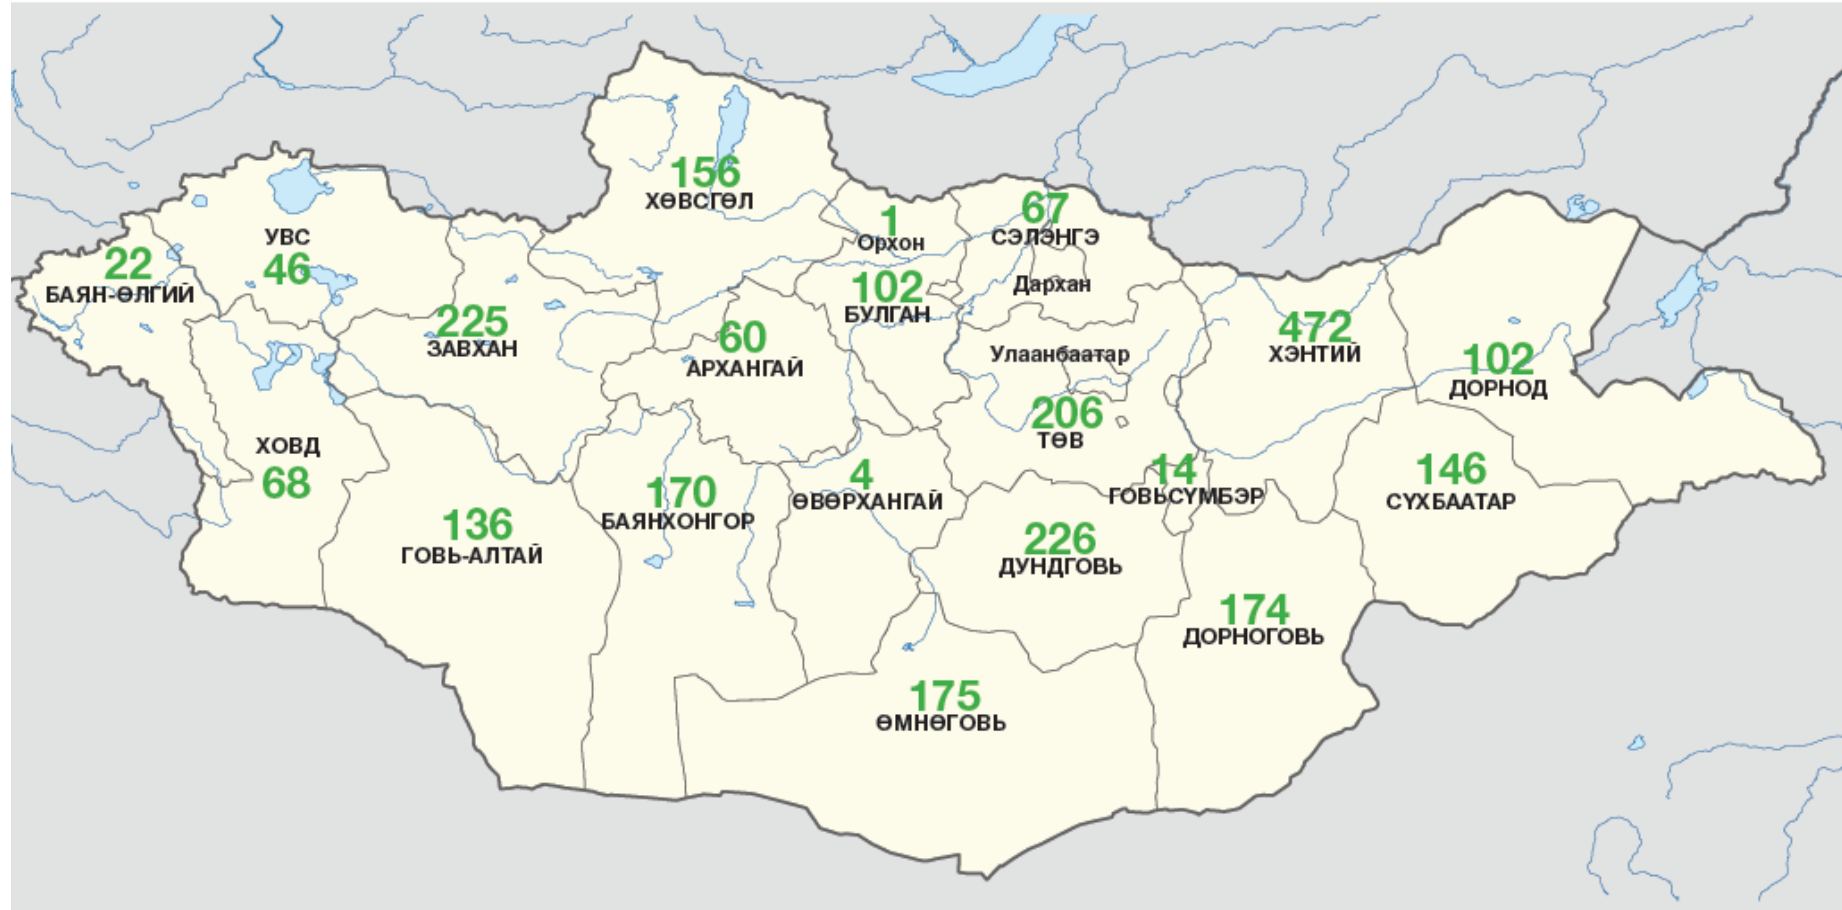 156
ХӨВСГӨЛ
67
СЭЛЭНГЭ
1
Орхон
УВС
46
22
БАЯН-ӨЛГИЙ
Дархан
102
БУЛГАН
225
ЗАВХАН
60
АРХАНГАЙ
Улаанбаатар
472
ХЭНТИЙ
102
ДОРНОД
206
ТӨВ
ХОВД
68
14
ГОВЬСҮМБЭР
146
СҮХБААТАР
4
ӨВӨРХАНГАЙ
170
БАЯНХОНГОР
136
ГОВЬ-АЛТАЙ
226
ДУНДГОВЬ
174
ДОРНОГОВЬ
175
ӨМНӨГОВЬ